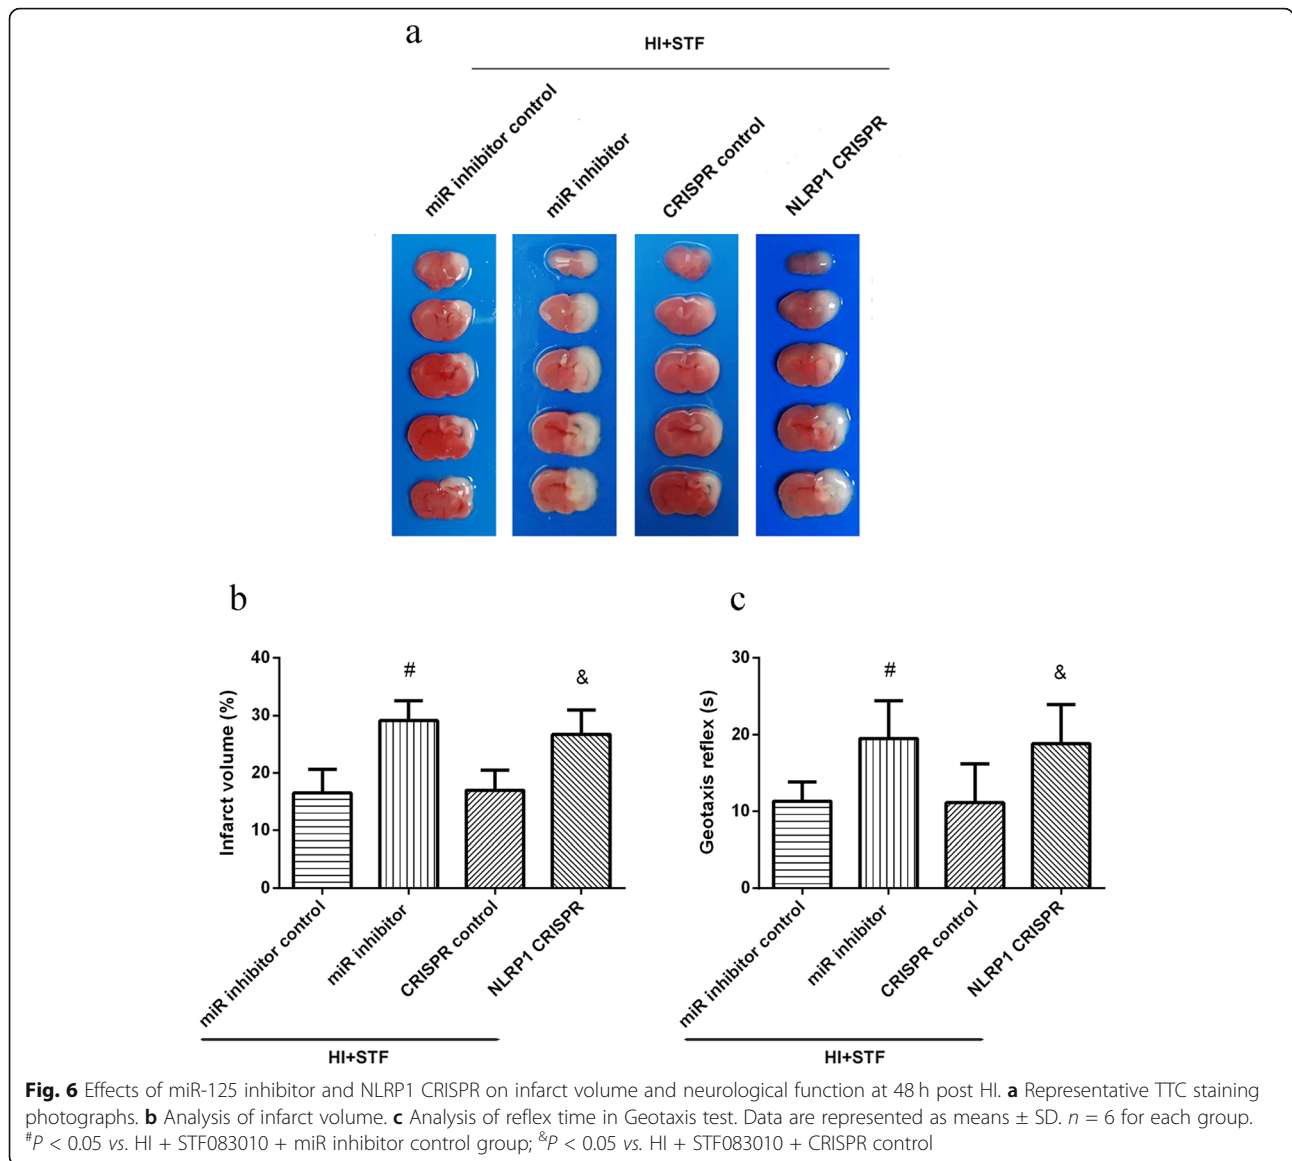 a
HI+STF
miR inhibitor control
miR inhibitor
CRISPR control
NLRP1 CRISPR
b
Infarct volume (%)
40
30
20
10
0
#
&
miR inhibitor control
miR inhibitor
CRISPR control
NLRP1 CRISPR
HI+STF
c
Geotaxis reflex (s)
30
20
10
0
#
&
miR inhibitor control
miR inhibitor
CRISPR control
NLRP1 CRISPR
HI+STF
Fig. 6 Effects of miR-125 inhibitor and NLRP1 CRISPR on infarct volume and neurological function at 48 h post HI. a Representative TTC staining
photographs. b Analysis of infarct volume. c Analysis of reflex time in Geotaxis test. Data are represented as means ± SD. n = 6 for each group.
#P < 0.05 vs. HI + STF083010 + miR inhibitor control group; &P < 0.05 vs. HI + STF083010 + CRISPR control